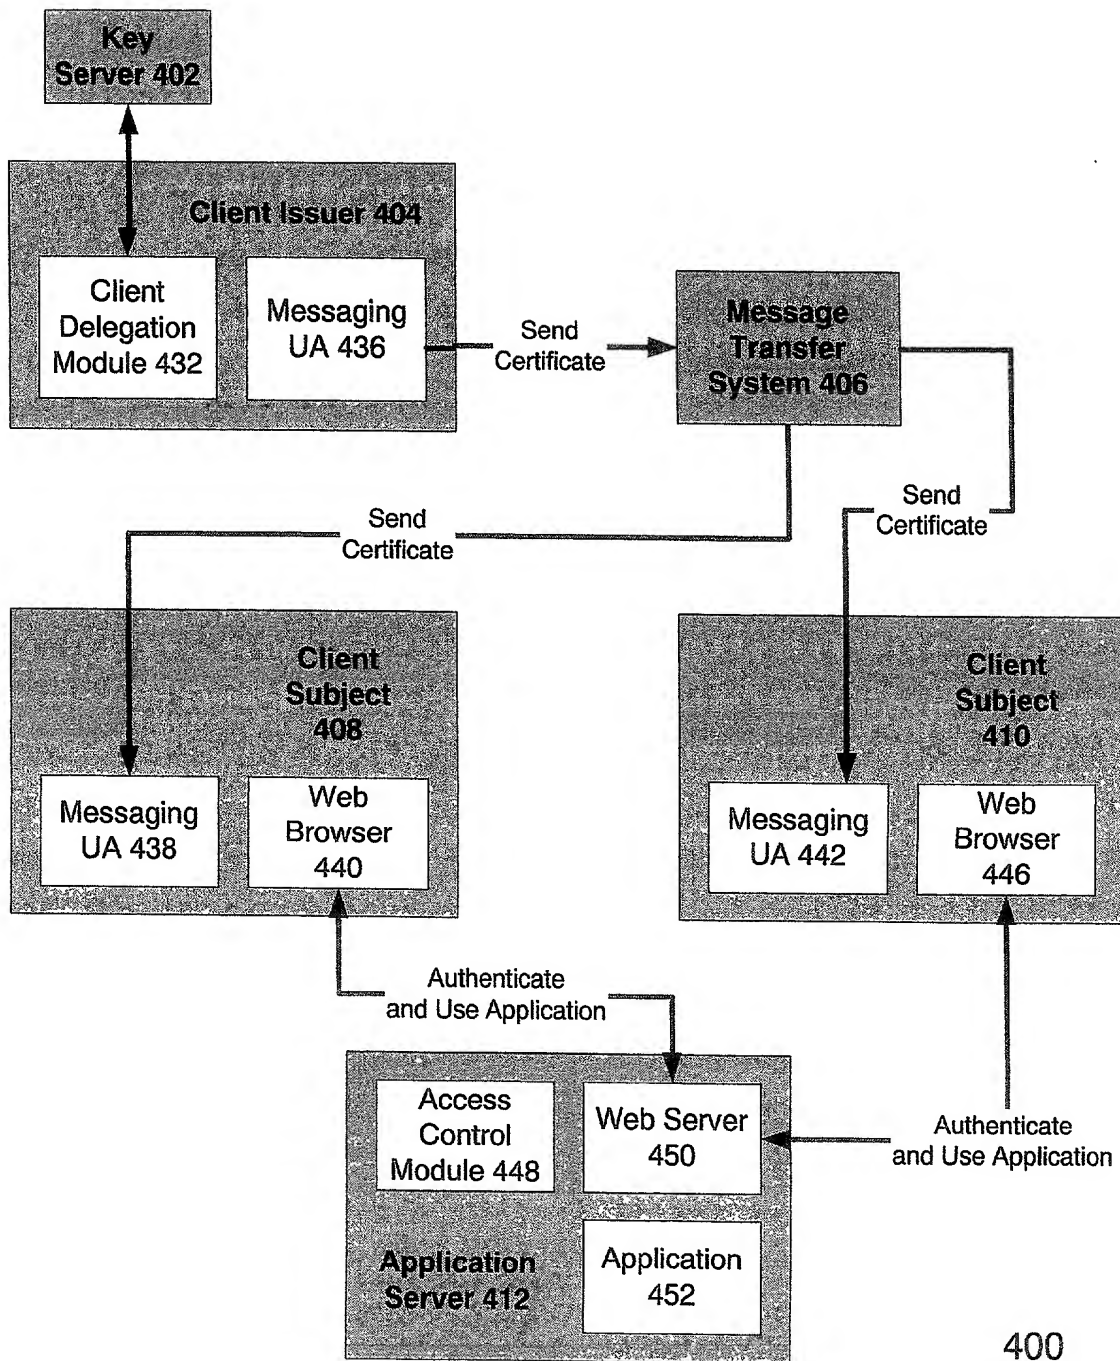 Key
Server 402
Client Issuer 404
Client
Delegation
Module 432
Messaging
UA 436
Send
Certificate
Message
Transfer
System 406
Send
Certificate
Send
Certificate
Client
Subject
408
Messaging
UA 438
Web
Browser
440
Client
Subject
410
Messaging
UA 442
Web
Browser
446
Authenticate
and Use Application
Access
Control
Module 448
Web Server
450
Authenticate
and Use Application
Application
Server 412
Application
452
400